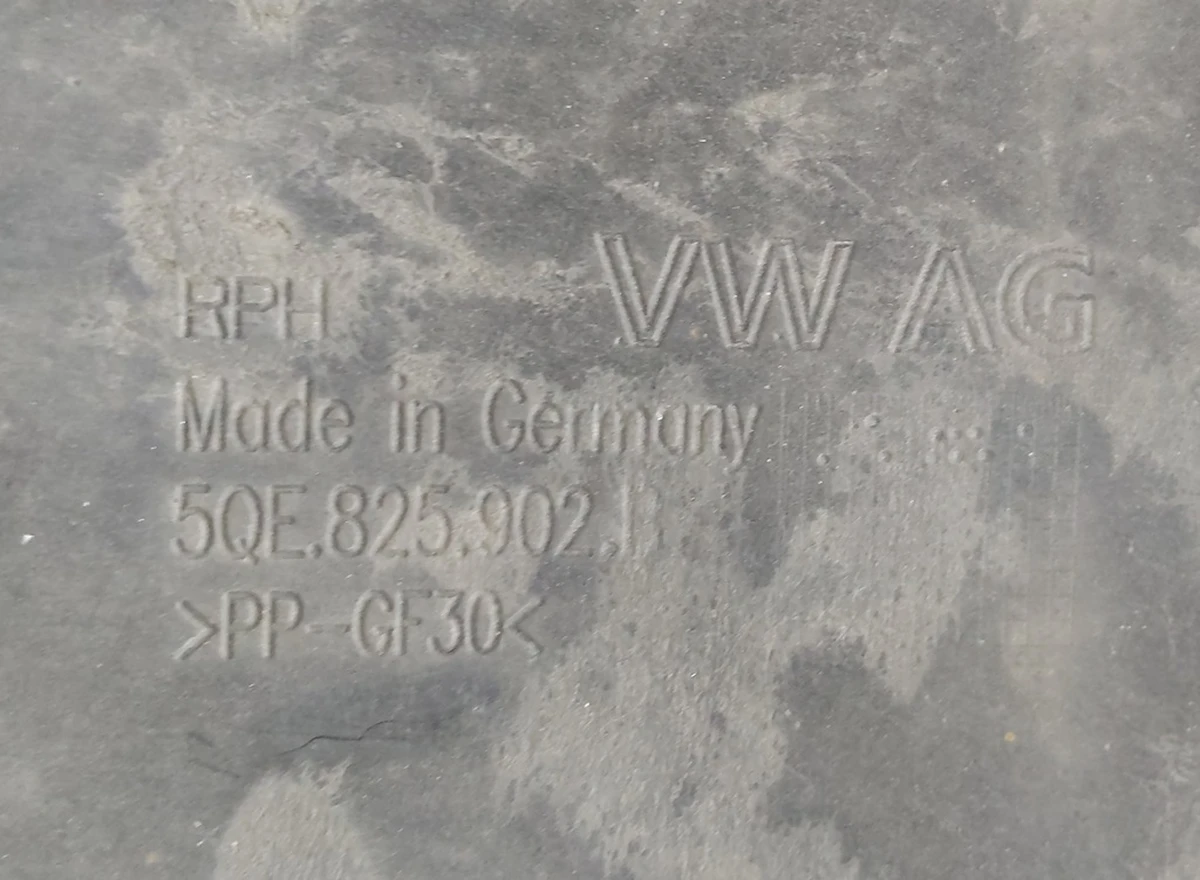 RPH VW AG
Made in Germany
5QE.825.902.
>PP-GF30<